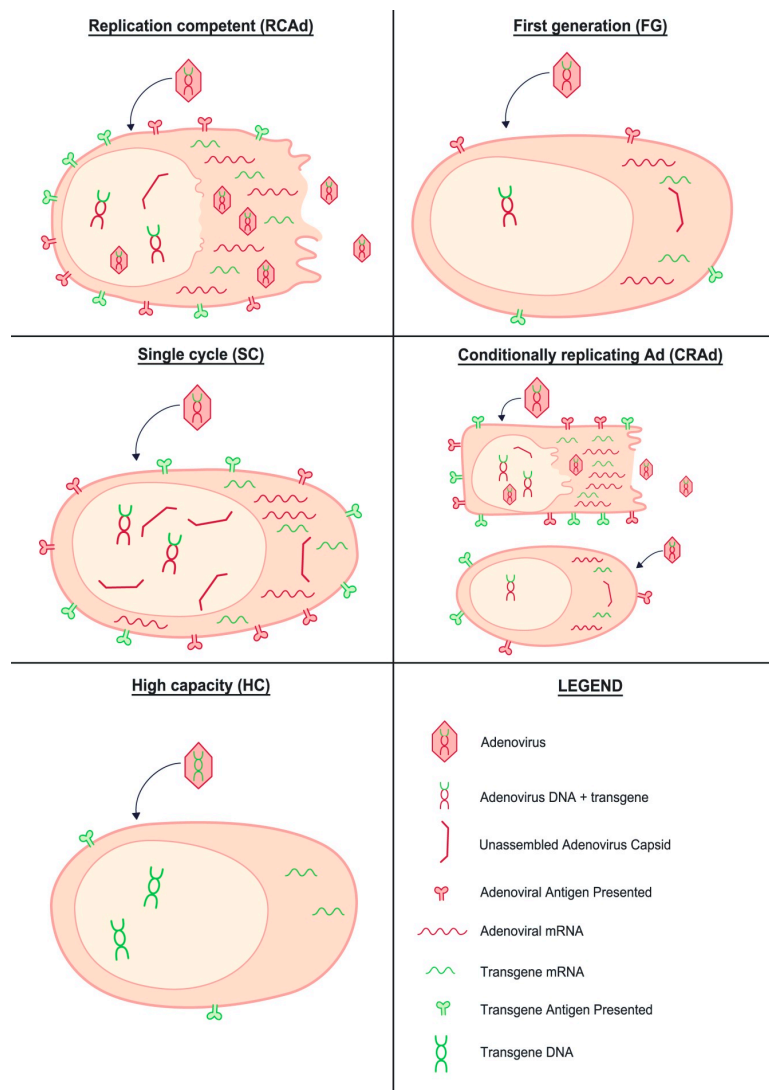 Replication competent (RCAd)
First generation (FG)
Single cycle (SC)
Conditionally replicating Ad (CRAd)
High capacity (HC)
LEGEND
Adenovirus
Adenovirus DNA + transgene
Unassembled Adenovirus Capsid
Adenoviral Antigen Presented
Adenoviral mRNA
Transgene mRNA
Transgene Antigen Presented
Transgene DNA